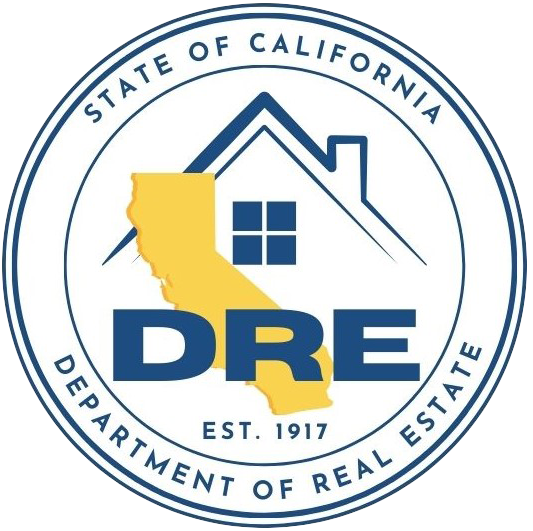 STATE OF CALIFORNIA
DRE
EST. 1917
DEPARTMENT OF REAL ESTATE